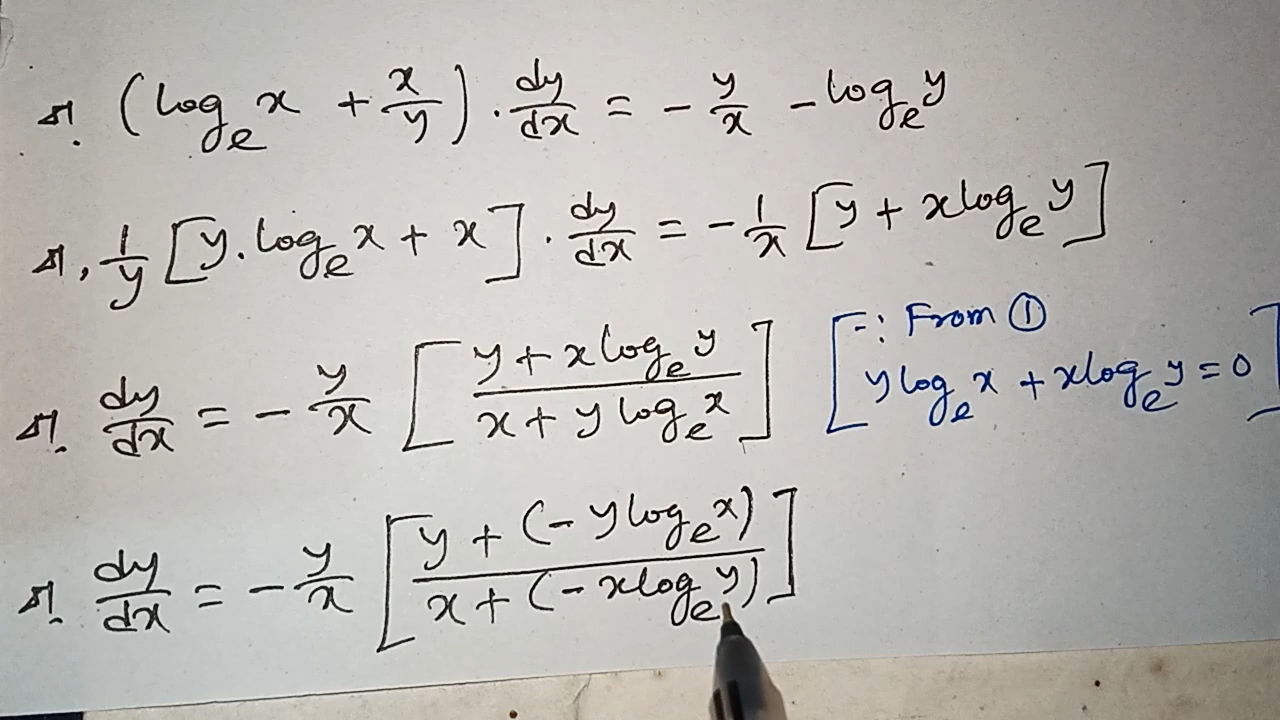 বা, (logₑx + x/y) · dy/dx = - y/x - logₑy
বা, 1/y [y · logₑx + x] · dy/dx = - 1/x [y + x logₑy]
বা, dy/dx = - y/x [(y + x logₑy)/(x + y logₑx)] [∵ From ①
y logₑx + x logₑy = 0]
বা, dy/dx = - y/x [(y + (- y logₑx))/(x + (- x logₑy))]